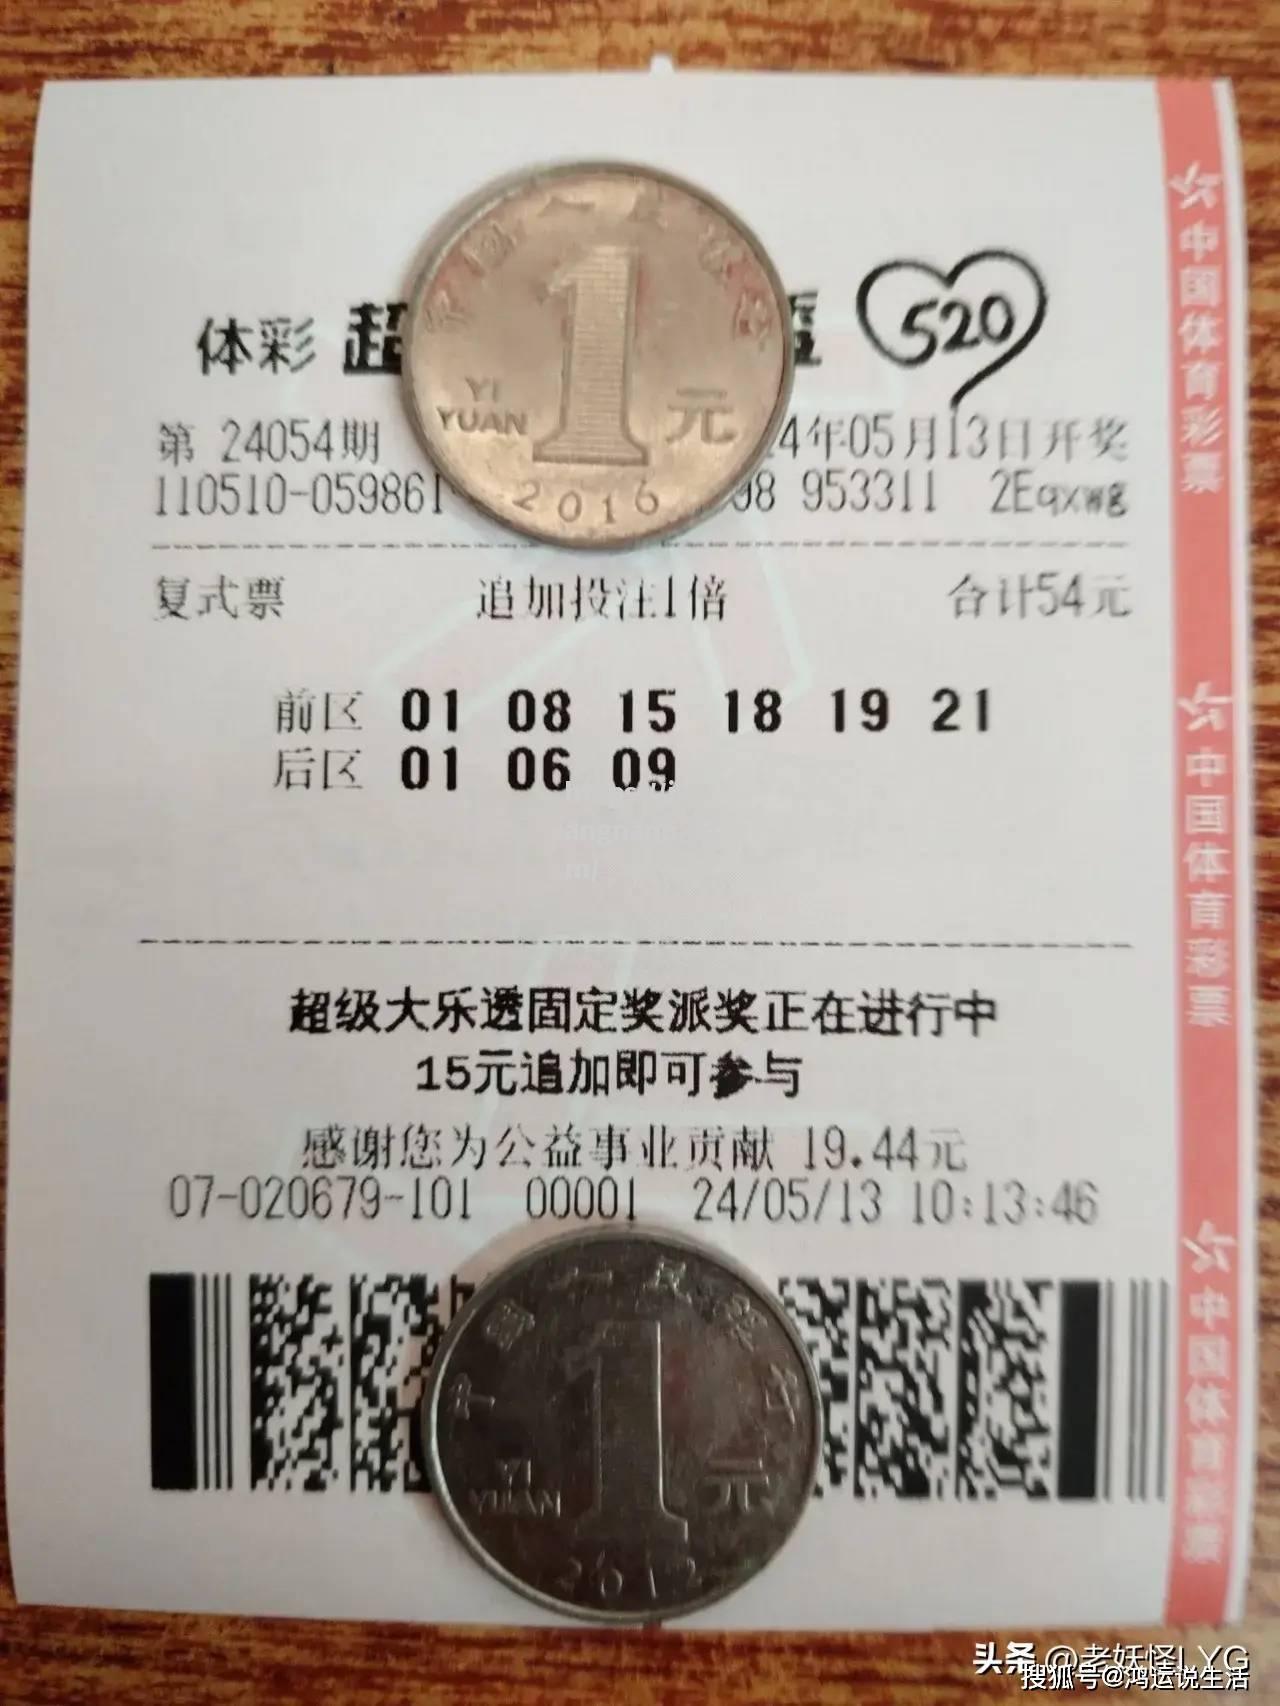 体彩 超
520
第 24054期 4年05月13日开奖
110510-059861 98 953311 2Eqxwg
复式票 追加投注1倍 合计54元
前区 01 08 15 18 19 21
后区 01 06 09
超级大乐透固定奖派奖正在进行中
15元追加即可参与
感谢您为公益事业贡献 19.44元
07-020679-101 00001 24/05/13 10:13:46
YI
YUAN
1
元
2016
中国人民银行
YI
YUAN
1
元
2012
中国体育彩票
中国体育彩票
中国体育彩票
头条 @老妖怪LYG
搜狐号@鸿运说生活